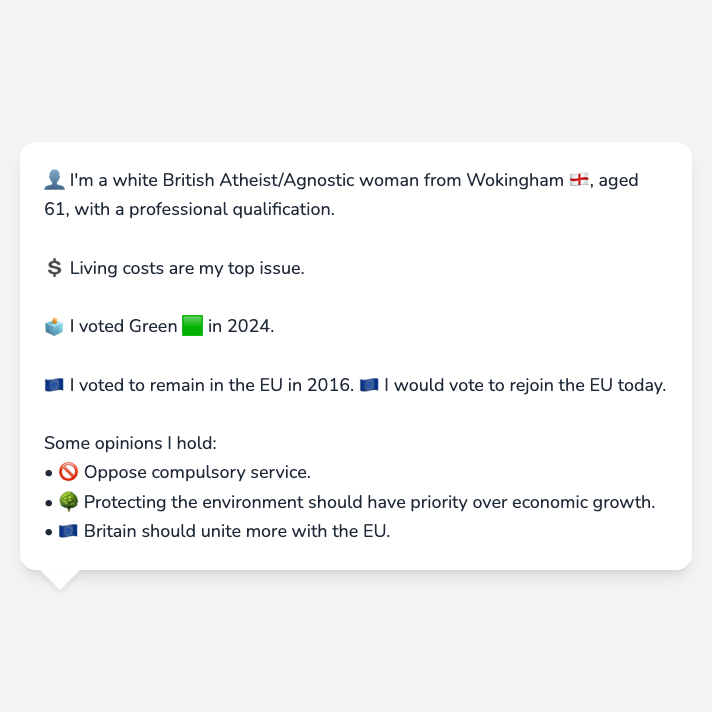 👤 I'm a white British Atheist/Agnostic woman from Wokingham 🏴󠁧󠁢󠁥󠁮󠁧󠁿, aged
61, with a professional qualification.
💲 Living costs are my top issue.
🗳️ I voted Green 🟩 in 2024.
🇪🇺 I voted to remain in the EU in 2016. 🇪🇺 I would vote to rejoin the EU today.
Some opinions I hold:
• 🚫 Oppose compulsory service.
• 🌳 Protecting the environment should have priority over economic growth.
• 🇪🇺 Britain should unite more with the EU.